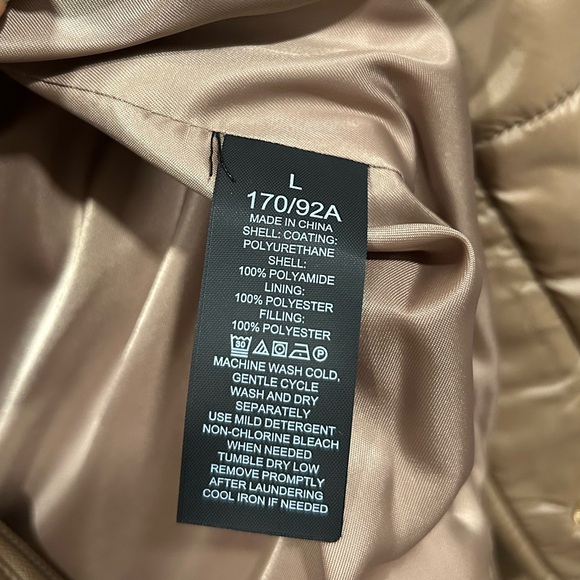 L
170/92A
MADE IN CHINA
SHELL: COATING:
POLYURETHANE
SHELL:
100% POLYAMIDE
LINING:
100% POLYESTER
FILLING:
100% POLYESTER
30 P
MACHINE WASH COLD,
GENTLE CYCLE
WASH AND DRY
SEPARATELY
USE MILD DETERGENT
NON-CHLORINE BLEACH
WHEN NEEDED
TUMBLE DRY LOW
REMOVE PROMPTLY
AFTER LAUNDERING
COOL IRON IF NEEDED